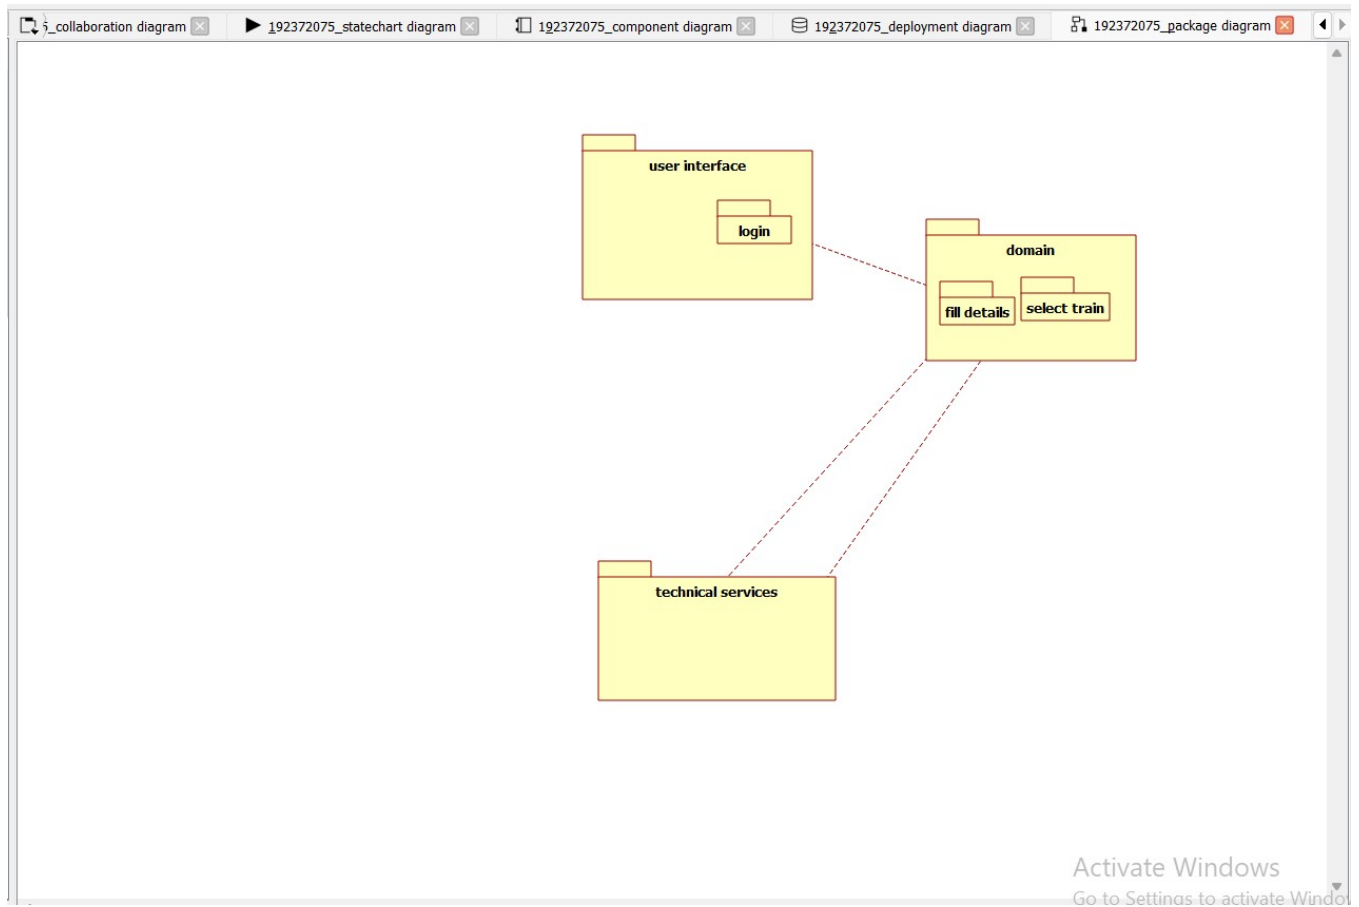 5_collaboration diagram
192372075_statechart diagram
192372075_component diagram
192372075_deployment diagram
192372075_package diagram
user interface
login
domain
fill details
select train
technical services
Activate Windows
Go to Settings to activate Windo